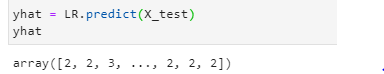 yhat = LR.predict(X_test)
yhat
array([2, 2, 3, ..., 2, 2, 2])